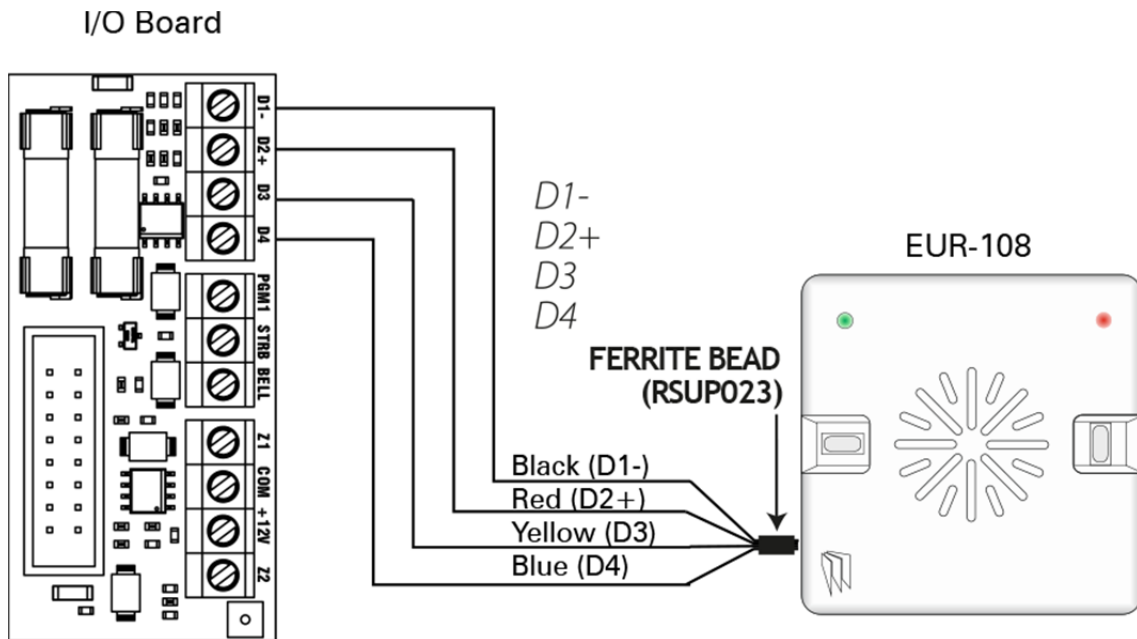 I/O Board
D1-
D2+
D3
D4
PGM1
STRB
BELL
Z1
COM
+12V
Z2
D1-
D2+
D3
D4
EUR-108
FERRITE BEAD
(RSUP023)
Black (D1-)
Red (D2+)
Yellow (D3)
Blue (D4)